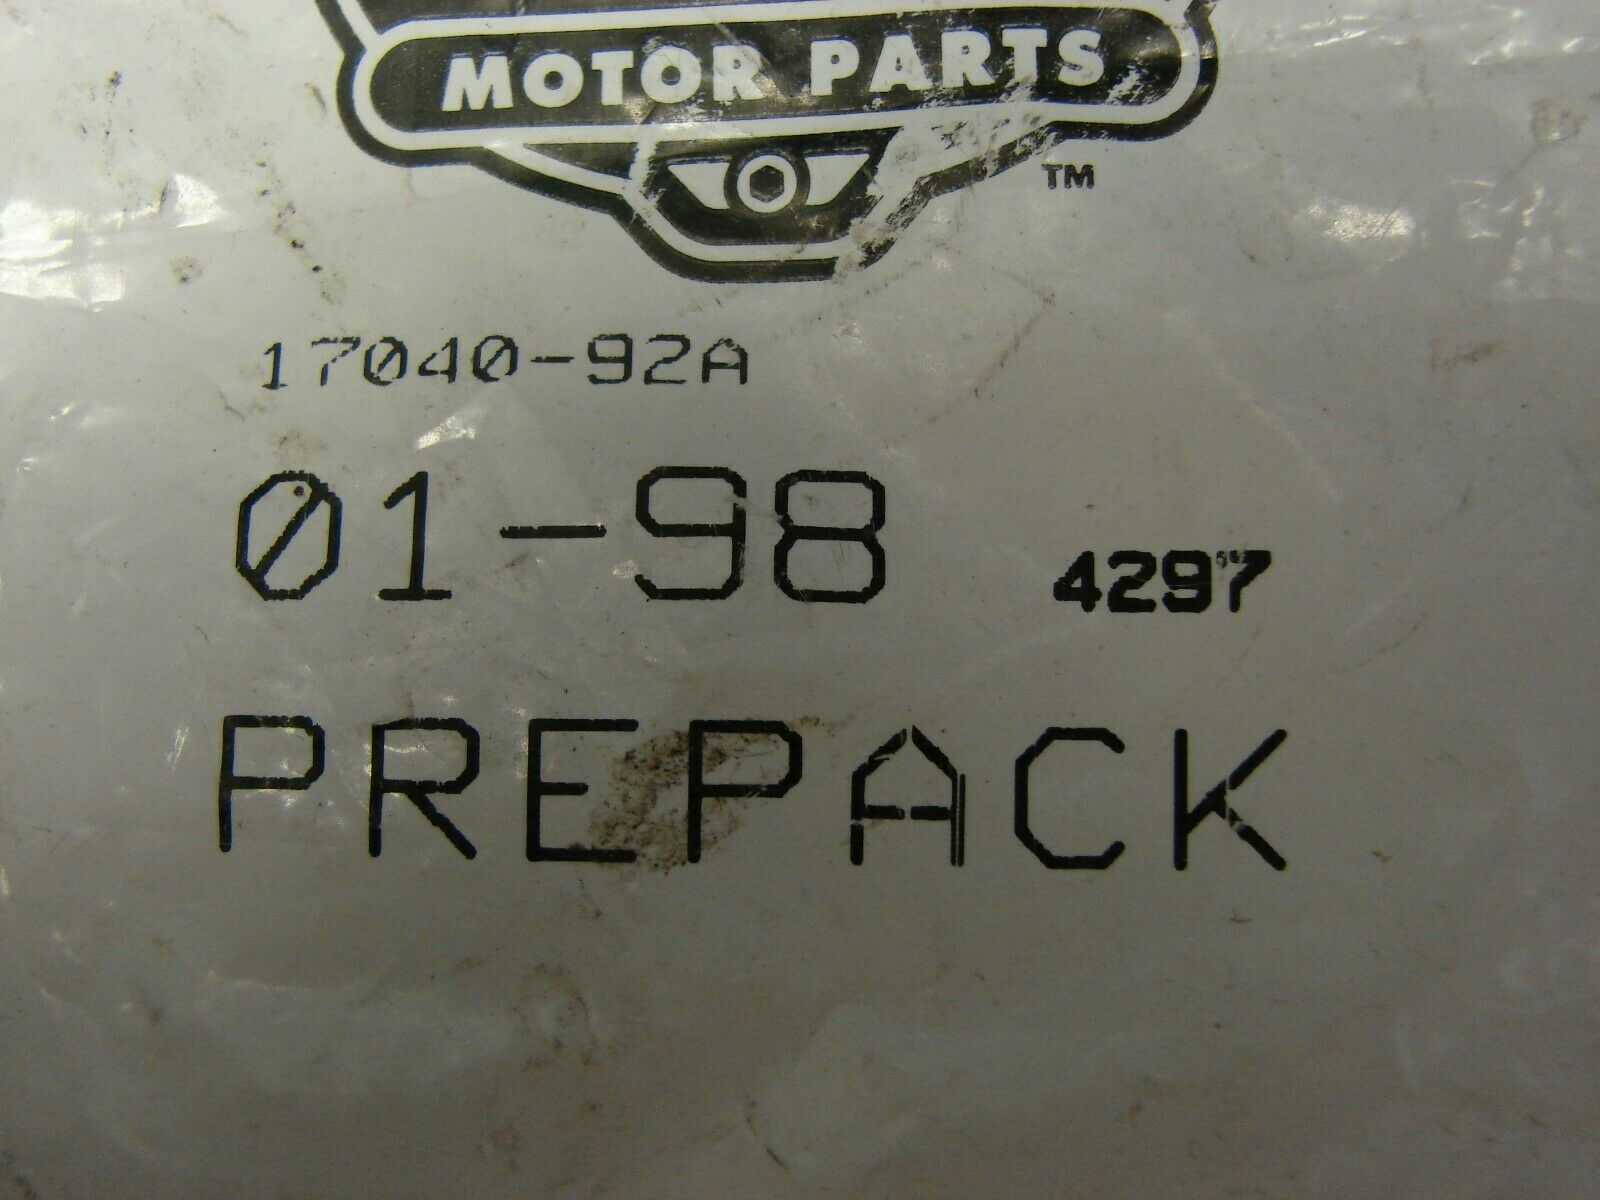 MOTOR PARTS
TM
17040-92A
01-98 4297
PREPACK